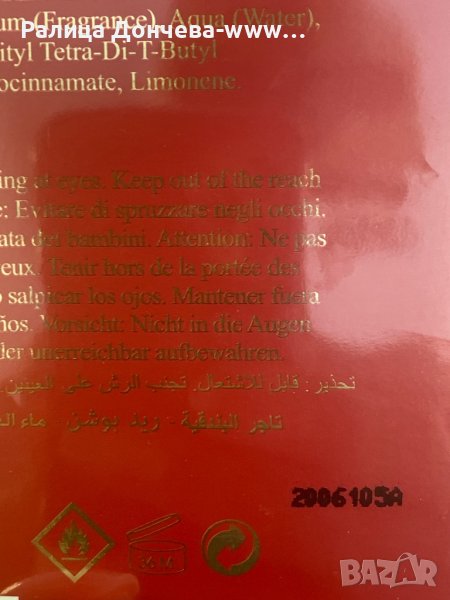 um (Fragrance), Aqua (Water),
ityl Tetra-Di-T-Butyl
ocinnamate, Limonene.
ing at eyes. Keep out of the reach
e: Evitare di spruzzare negli occhi.
ata dei bambini. Attention: Ne pas
eux. Tenir hors de la portée des
o salpicar los ojos. Mantener fuera
ños. Vorsicht: Nicht in die Augen
der unerreichbar aufbewahren.
تحذير: قابل للاشتعال، تجنب الرش على العينين.
تاجر البندقية - ريد بوشن - ماء ال
2006105A
36 M
Ралица Дончева-www...
BAZAR